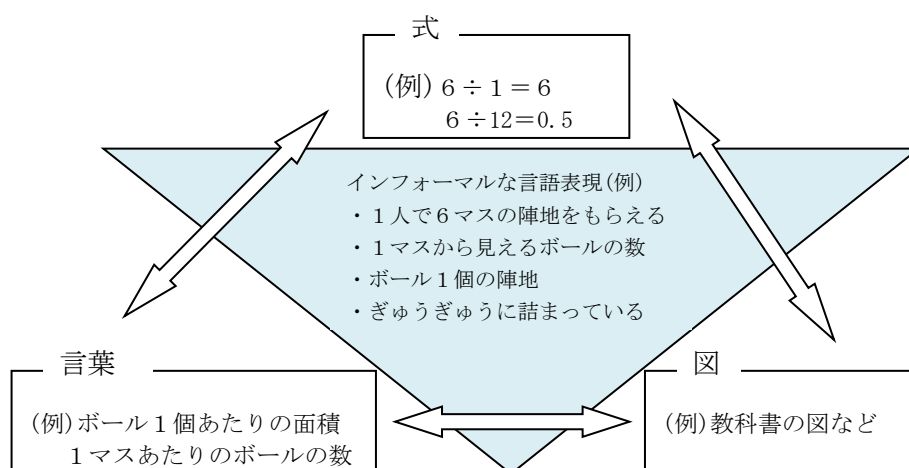 式
(例) 6÷1=6
6÷12=0.5
インフォーマルな言語表現(例)
・1人で6マスの陣地をもらえる
・1マスから見えるボールの数
・ボール1個の陣地
・ぎゅうぎゅうに詰まっている
言葉
(例)ボール1個あたりの面積
1マスあたりのボールの数
図
(例)教科書の図など